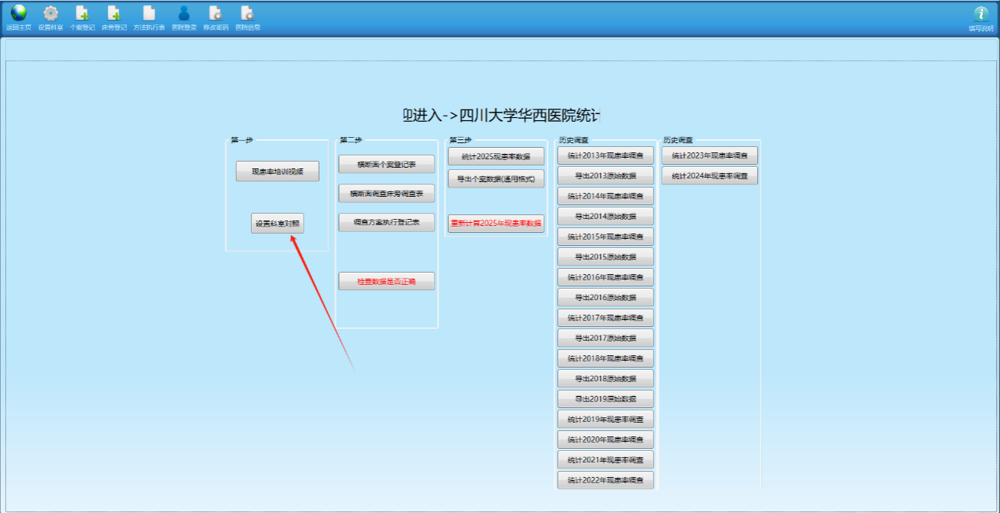 返回主页 设置科室 个案登记 床旁登记 方法执行表 医院登录 修改密码 医院信息 填写说明
迎进入->四川大学华西医院统计
第一步
现患率培训视频
设置科室对照
第二步
横断面个案登记表
横断面调查床旁调查表
调查方案执行登记表
检查数据是否正确
第三步
统计2025现患率数据
导出个案数据(通用格式)
重新计算2025年现患率数据
历史调查
统计2013年现患率调查
导出2013原始数据
统计2014年现患率调查
导出2014原始数据
统计2015年现患率调查
导出2015原始数据
统计2016年现患率调查
导出2016原始数据
统计2017年现患率调查
导出2017原始数据
统计2018年现患率调查
导出2018原始数据
导出2019原始数据
统计2019年现患率调查
统计2020年现患率调查
统计2021年现患率调查
统计2022年现患率调查
历史调查
统计2023年现患率调查
统计2024年现患率调查